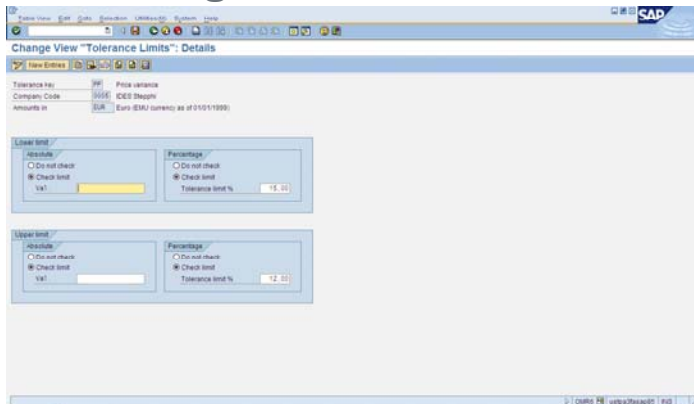 Table View Edit Goto Selection Utilities(M) System Help
SAP
Change View "Tolerance Limits": Details
New Entries
Tolerance key PP Price variance
Company Code 0005 IDES
Amounts in EUR Euro (EMU currency as of 01/01/1999)
Lower limit
Absolute Percentage
Do not check Do not check
Check limit Check limit
Val Tolerance limit % 15,00
Upper limit
Absolute Percentage
Do not check Do not check
Check limit Check limit
Val Tolerance limit % 12,00
OMR6 INS